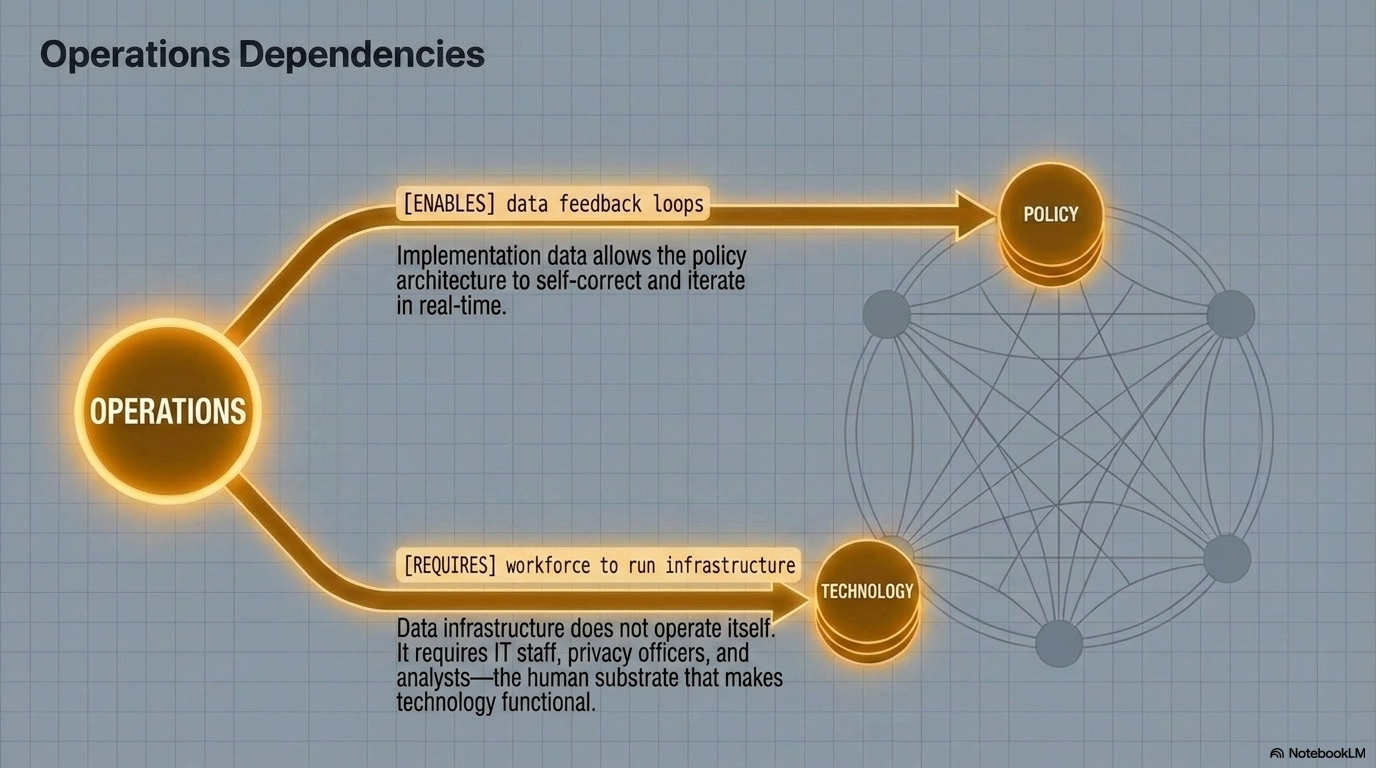 Operations Dependencies
[ENABLES] data feedback loops
POLICY
Implementation data allows the policy
architecture to self-correct and iterate
in real-time.
OPERATIONS
[REQUIRES] workforce to run infrastructure
TECHNOLOGY
Data infrastructure does not operate itself.
It requires IT staff, privacy officers, and
analysts—the human substrate that makes
technology functional.
NotebookLM